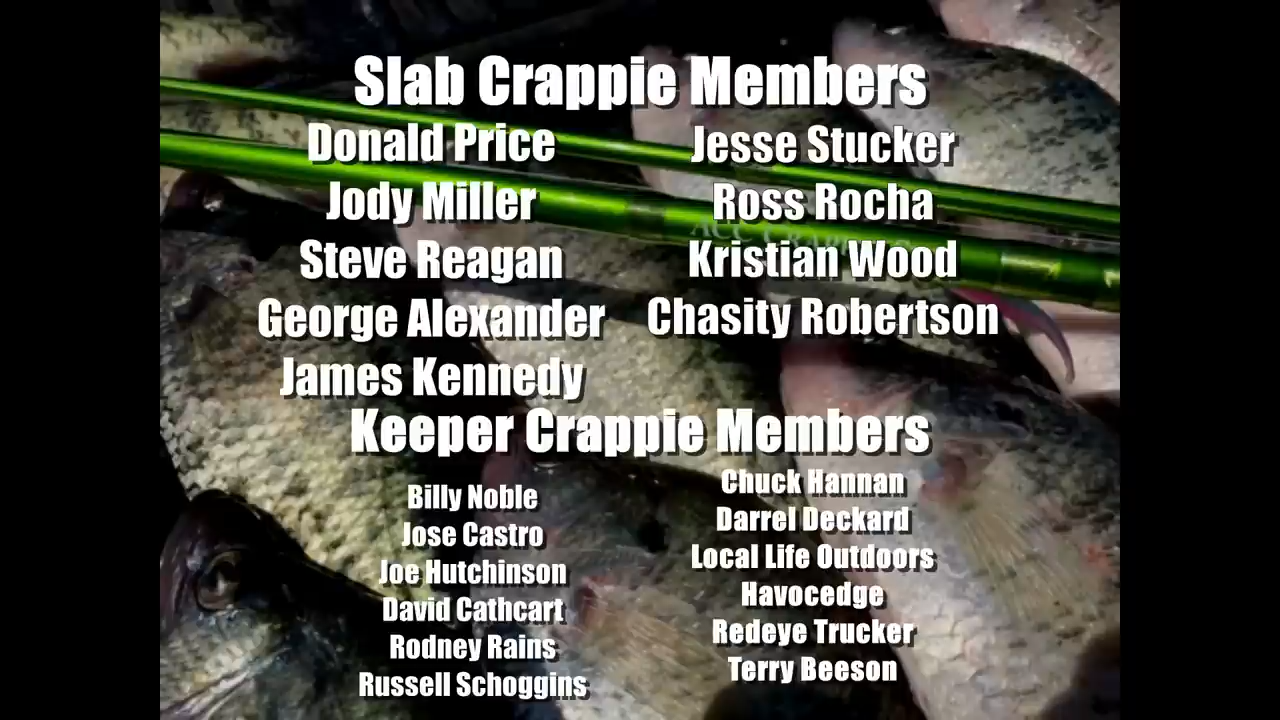 Slab Crappie Members
Donald Price
Jody Miller
Steve Reagan
George Alexander
James Kennedy
Jesse Stucker
Ross Rocha
Kristian Wood
Chasity Robertson
ACC CRAPPIE
Keeper Crappie Members
Billy Noble
Jose Castro
Joe Hutchinson
David Cathcart
Rodney Rains
Russell Schoggins
Chuck Hannan
Darrel Deckard
Local Life Outdoors
Havocedge
Redeye Trucker
Terry Beeson